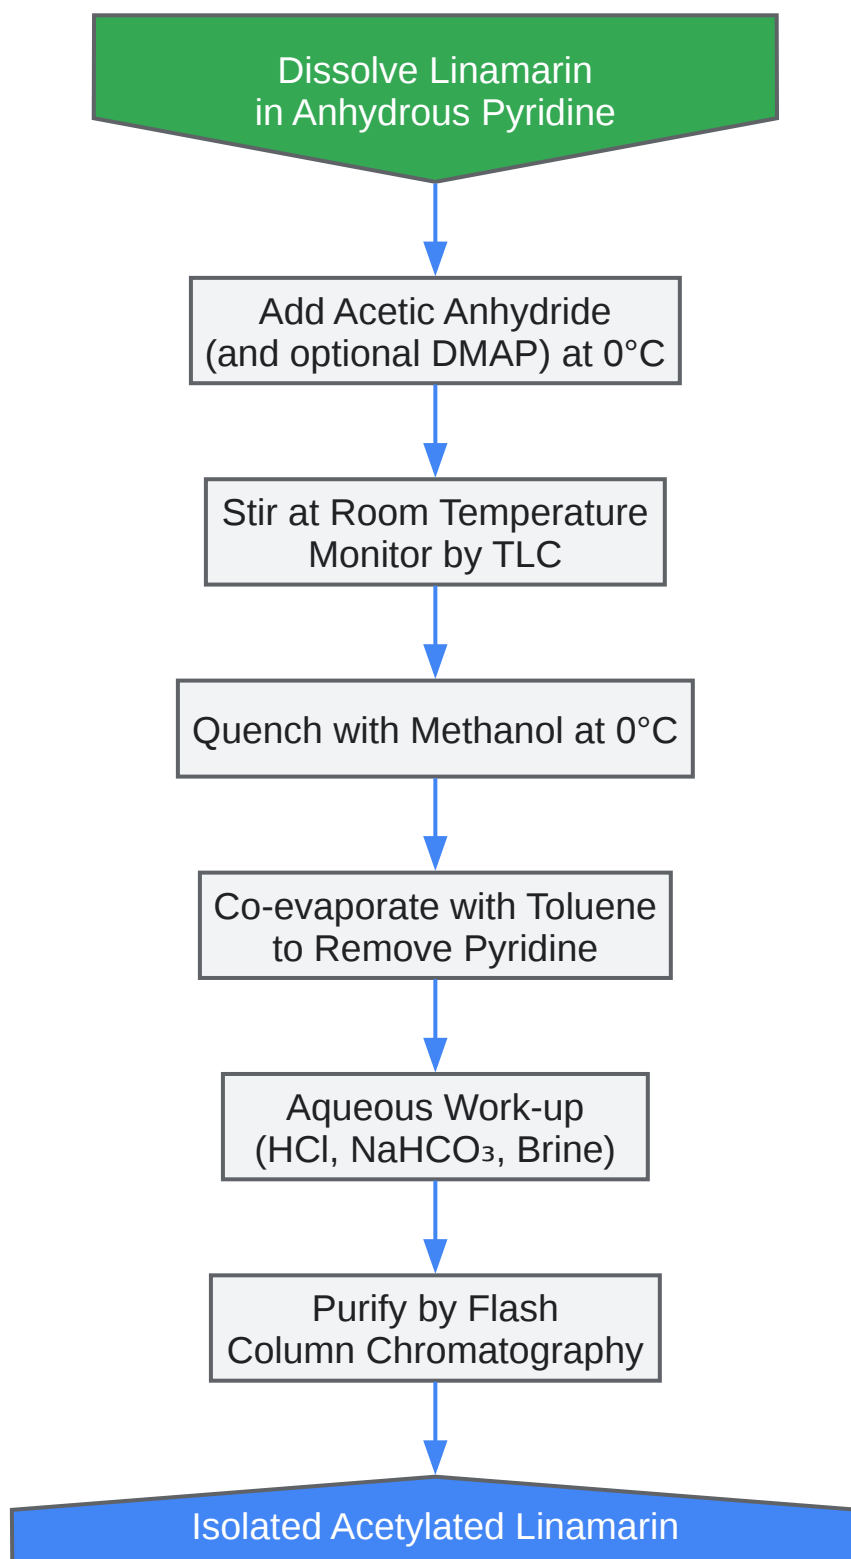 Dissolve Linamarin
in Anhydrous Pyridine
Add Acetic Anhydride
(and optional DMAP) at 0°C
Stir at Room Temperature
Monitor by TLC
Quench with Methanol at 0°C
Co-evaporate with Toluene
to Remove Pyridine
Aqueous Work-up
(HCl, NaHCO₃, Brine)
Purify by Flash
Column Chromatography
Isolated Acetylated Linamarin